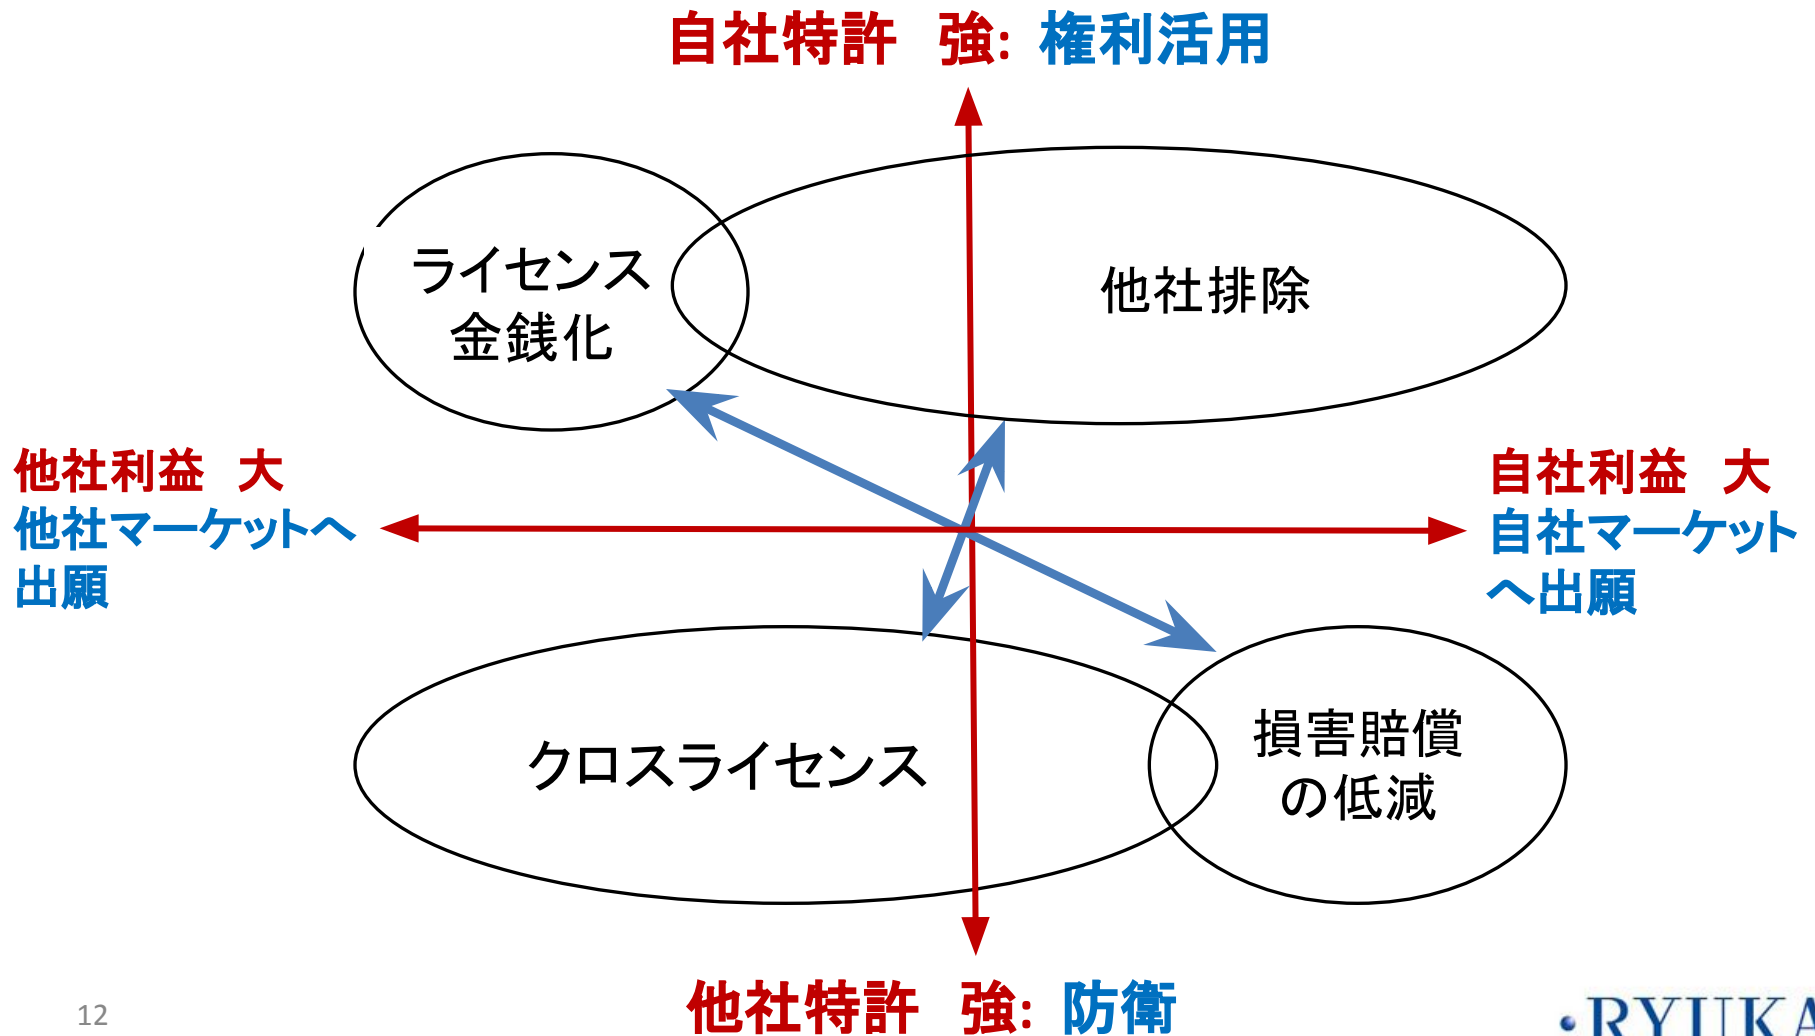 自社特許　強: 権利活用
ライセンス
金銭化
他社排除
他社利益　大
他社マーケットへ
出願
自社利益　大
自社マーケット
へ出願
クロスライセンス
損害賠償
の低減
他社特許　強: 防衛
12
・RYUKA